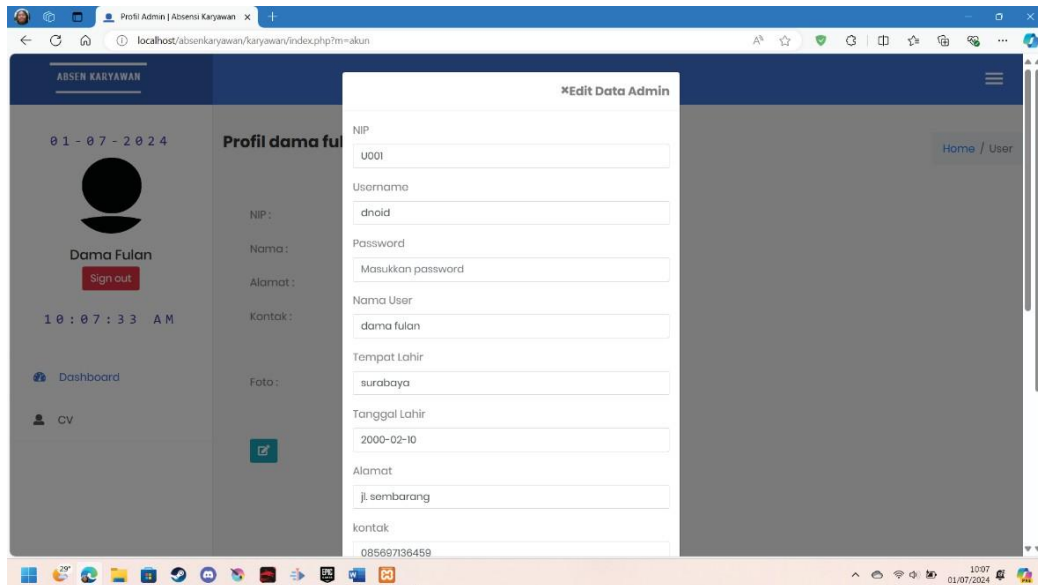 Profil Admin | Absensi Karyawan
localhost/absenkaryawan/karyawan/index.php?m=akun
ABSEN KARYAWAN
01-07-2024
Dama Fulan
Sign out
10:07:33 AM
Dashboard
CV
Profil dama ful
Home / User
NIP :
Nama :
Alamat :
Kontak :
Foto :
×Edit Data Admin
NIP
U001
Username
dnoid
Password
Masukkan password
Nama User
dama fulan
Tempat Lahir
surabaya
Tanggal Lahir
2000-02-10
Alamat
jl. sembarang
kontak
085697136459
29°
10:07
01/07/2024